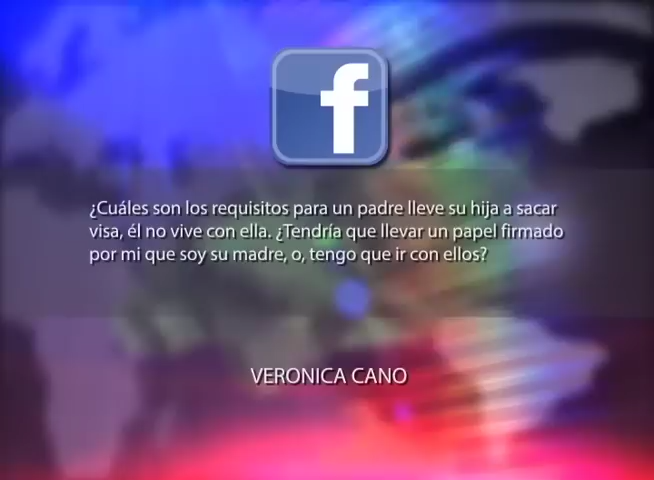 f
¿Cuáles son los requisitos para un padre lleve su hija a sacar
visa, él no vive con ella. ¿Tendría que llevar un papel firmado
por mi que soy su madre, o, tengo que ir con ellos?
VERONICA CANO